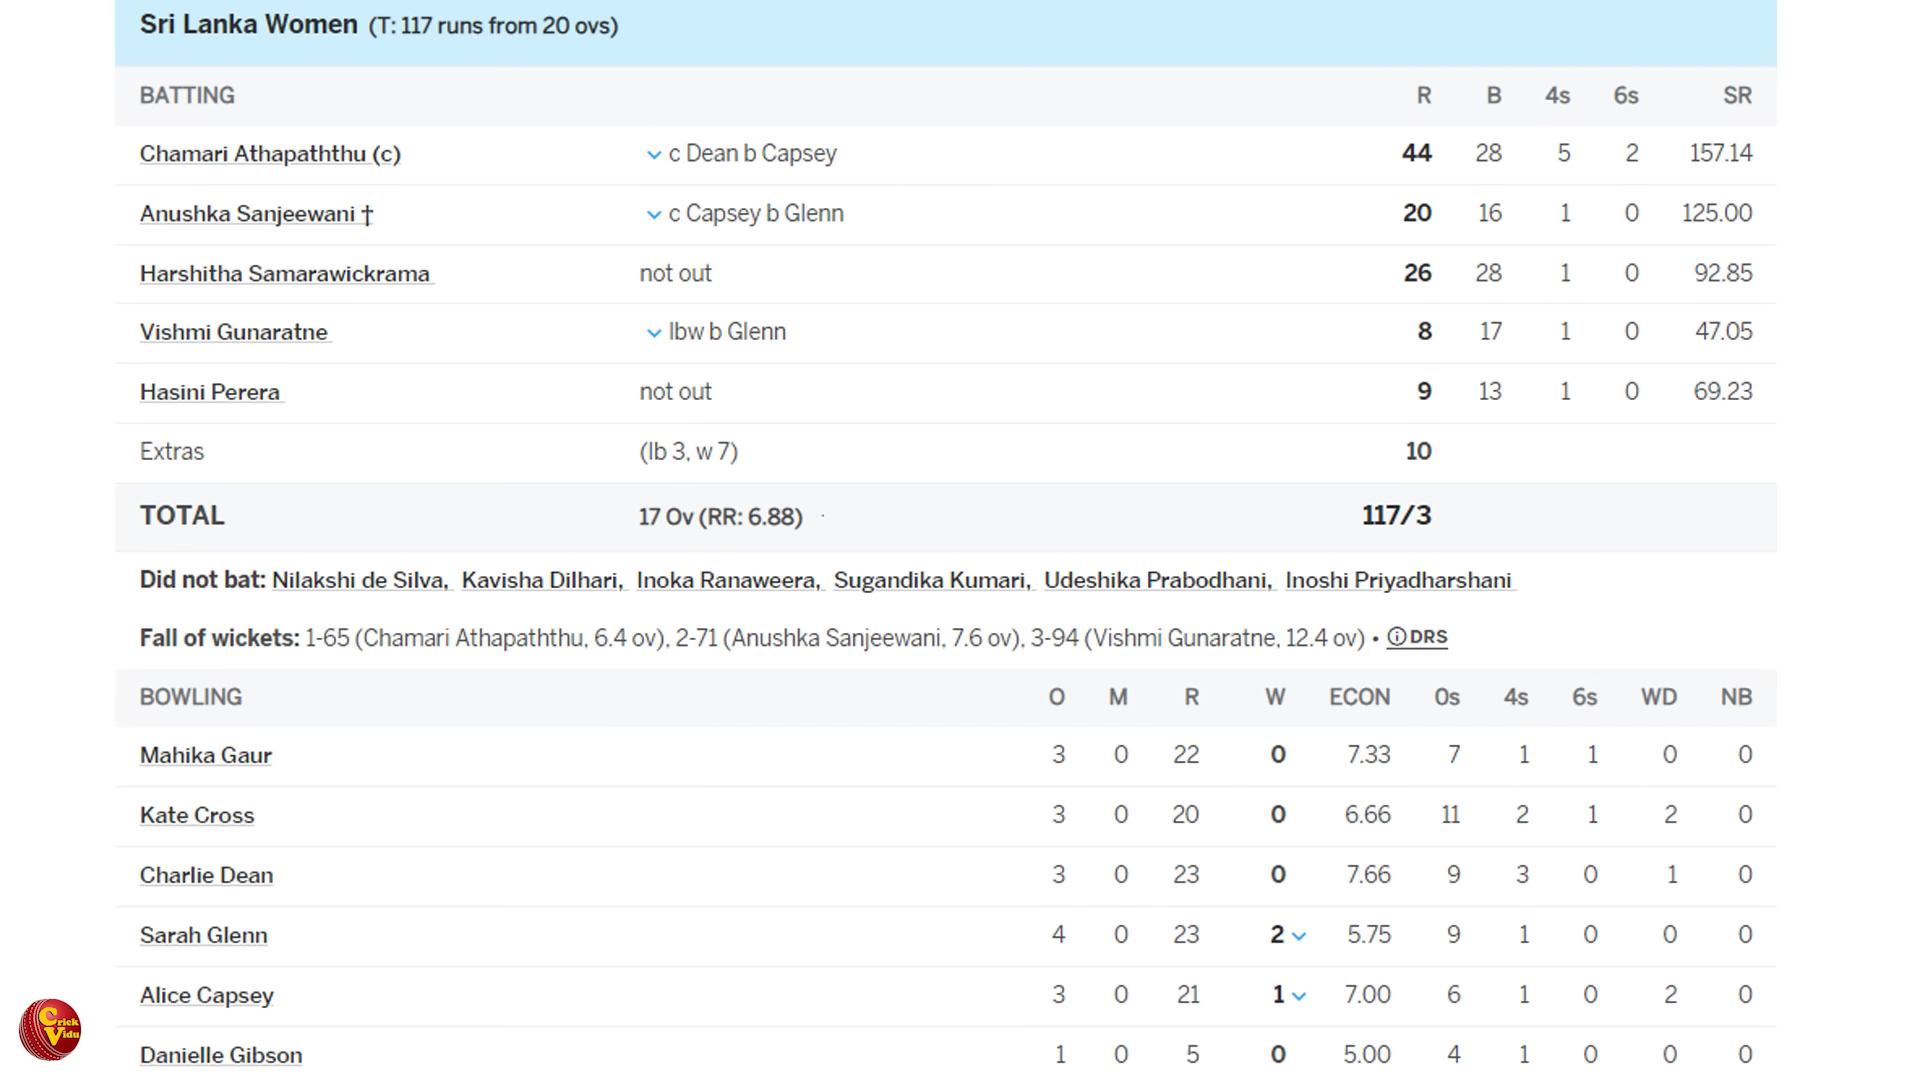 Sri Lanka Women (T: 117 runs from 20 ovs)
BATTING R B 4s 6s SR
Chamari Athapaththu (c) c Dean b Capsey 44 28 5 2 157.14
Anushka Sanjeewani † c Capsey b Glenn 20 16 1 0 125.00
Harshitha Samarawickrama not out 26 28 1 0 92.85
Vishmi Gunaratne lbw b Glenn 8 17 1 0 47.05
Hasini Perera not out 9 13 1 0 69.23
Extras (lb 3, w 7) 10
TOTAL 17 Ov (RR: 6.88) 117/3
Did not bat: Nilakshi de Silva, Kavisha Dilhari, Inoka Ranaweera, Sugandika Kumari, Udeshika Prabodhani, Inoshi Priyadharshani
Fall of wickets: 1-65 (Chamari Athapaththu, 6.4 ov), 2-71 (Anushka Sanjeewani, 7.6 ov), 3-94 (Vishmi Gunaratne, 12.4 ov) • DRS
BOWLING O M R W ECON 0s 4s 6s WD NB
Mahika Gaur 3 0 22 0 7.33 7 1 1 0 0
Kate Cross 3 0 20 0 6.66 11 2 1 2 0
Charlie Dean 3 0 23 0 7.66 9 3 0 1 0
Sarah Glenn 4 0 23 2 5.75 9 1 0 0 0
Alice Capsey 3 0 21 1 7.00 6 1 0 2 0
Danielle Gibson 1 0 5 0 5.00 4 1 0 0 0
Crick
Vidu